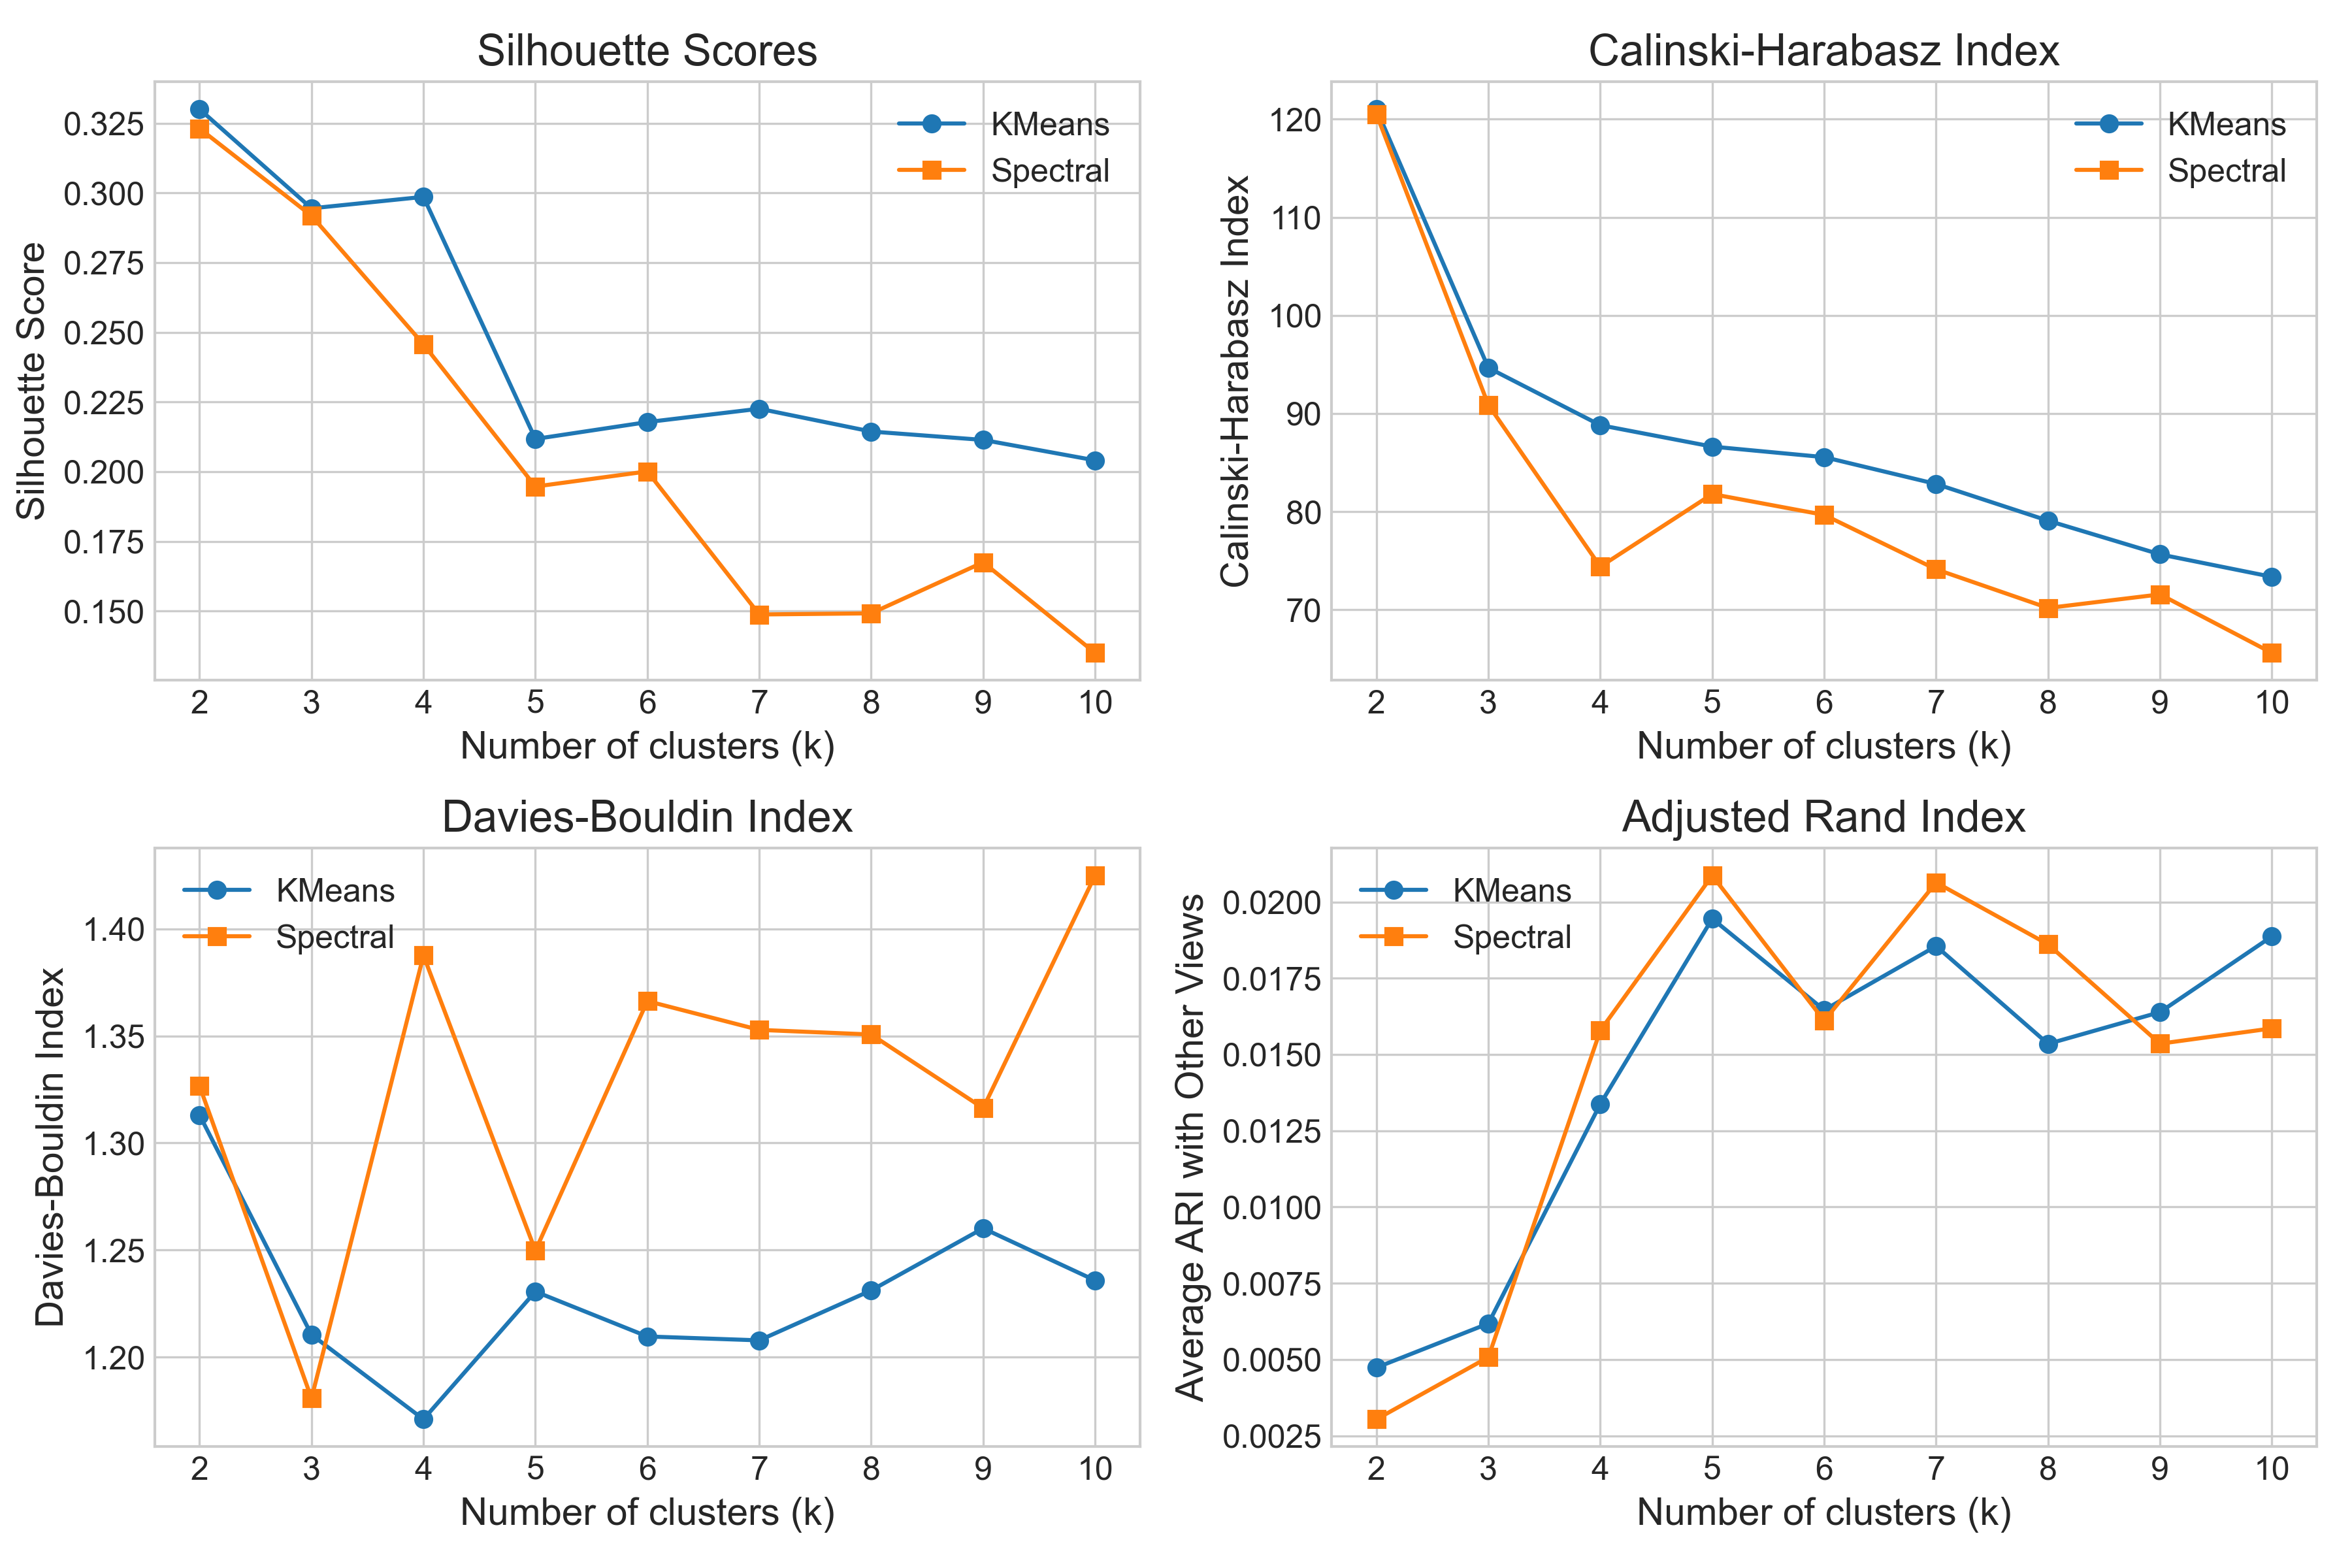 Silhouette Scores
Silhouette Score
0.325
0.300
0.275
0.250
0.225
0.200
0.175
0.150
KMeans
Spectral
2 3 4 5 6 7 8 9 10
Number of clusters (k)
Calinski-Harabasz Index
Calinski-Harabasz Index
120
110
100
90
80
70
KMeans
Spectral
2 3 4 5 6 7 8 9 10
Number of clusters (k)
Davies-Bouldin Index
Davies-Bouldin Index
1.40
1.35
1.30
1.25
1.20
KMeans
Spectral
2 3 4 5 6 7 8 9 10
Number of clusters (k)
Adjusted Rand Index
Average ARI with Other Views
0.0200
0.0175
0.0150
0.0125
0.0100
0.0075
0.0050
0.0025
KMeans
Spectral
2 3 4 5 6 7 8 9 10
Number of clusters (k)